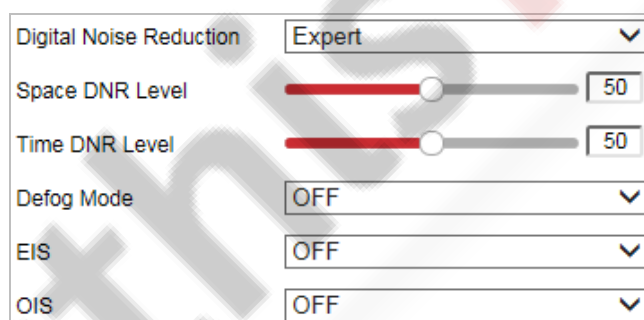 Digital Noise Reduction Expert
Space DNR Level 50
Time DNR Level 50
Defog Mode OFF
EIS OFF
OIS OFF
this